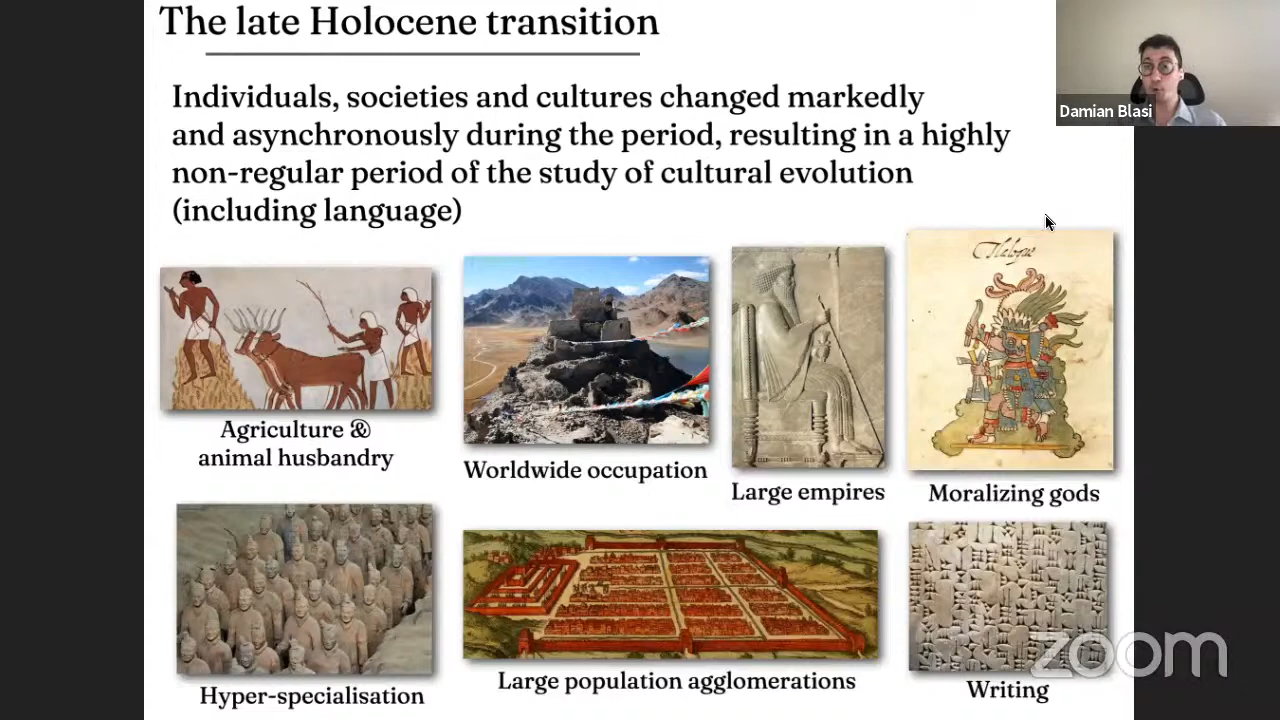 The late Holocene transition
Individuals, societies and cultures changed markedly
and asynchronously during the period, resulting in a highly
non-regular period of the study of cultural evolution
(including language)
Damian Blasi
Agriculture &
animal husbandry
Worldwide occupation
Large empires
Moralizing gods
Hyper-specialisation
Large population agglomerations
Writing
zoom